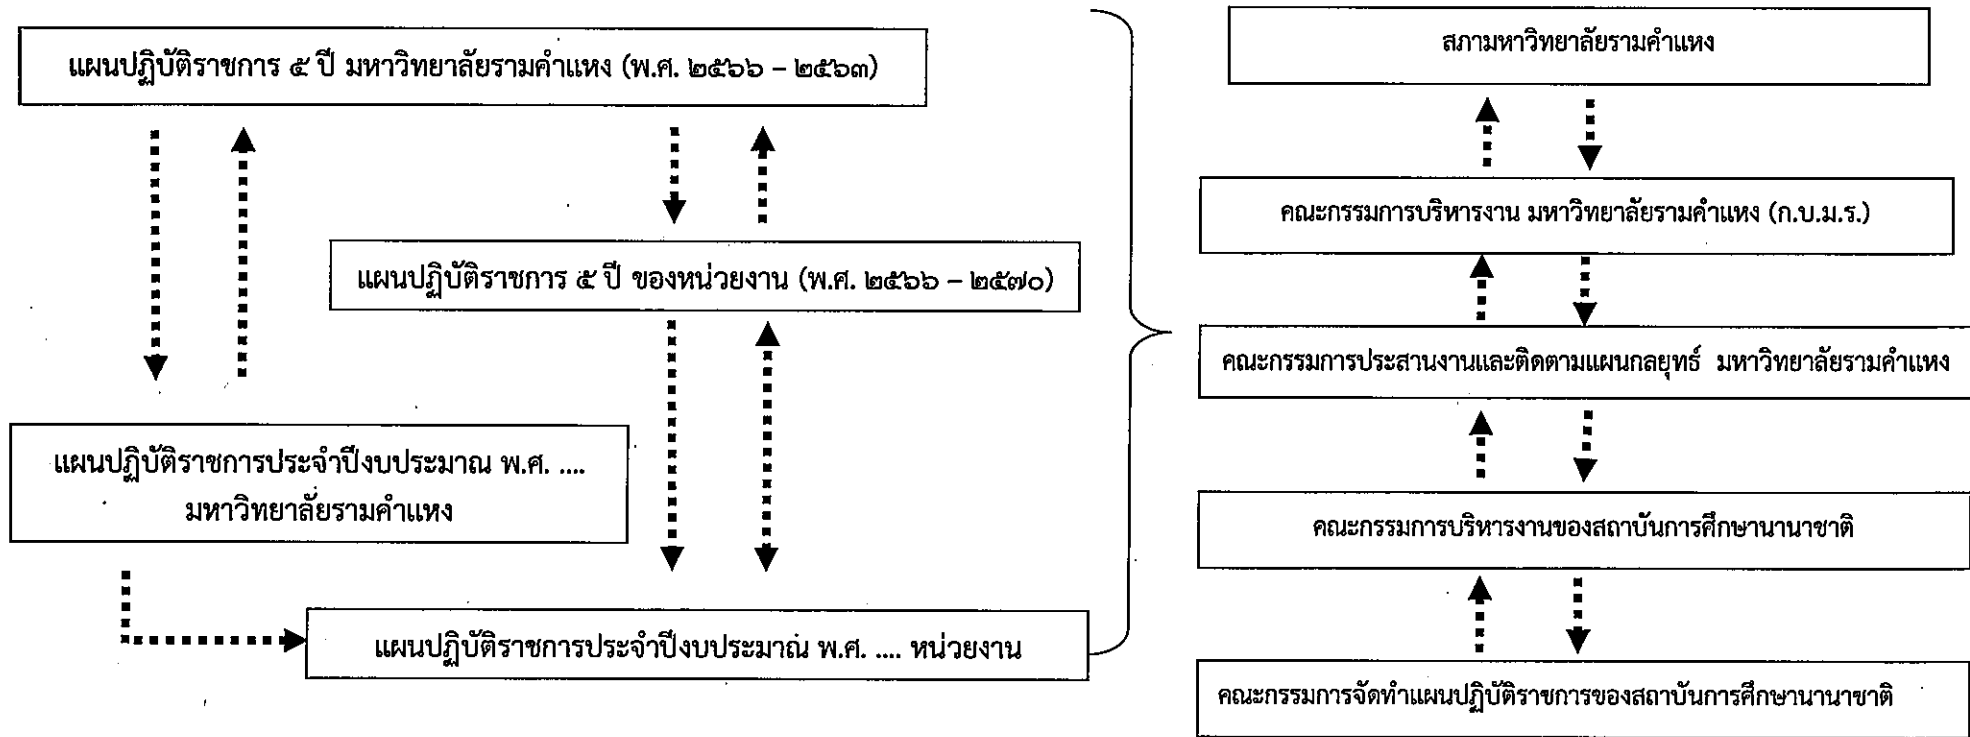 แผนปฏิบัติราชการ ๕ ปี มหาวิทยาลัยรามคำแหง (พ.ศ. ๒๕๖๖ – ๒๕๖๓)
แผนปฏิบัติราชการ ๕ ปี ของหน่วยงาน (พ.ศ. ๒๕๖๖ – ๒๕๗๐)
แผนปฏิบัติราชการประจำปีงบประมาณ พ.ศ. ....
มหาวิทยาลัยรามคำแหง
แผนปฏิบัติราชการประจำปีงบประมาณ พ.ศ. .... หน่วยงาน
สภามหาวิทยาลัยรามคำแหง
คณะกรรมการบริหารงาน มหาวิทยาลัยรามคำแหง (ก.บ.ม.ร.)
คณะกรรมการประสานงานและติดตามแผนกลยุทธ์ มหาวิทยาลัยรามคำแหง
คณะกรรมการบริหารงานของสถาบันการศึกษานานาชาติ
คณะกรรมการจัดทำแผนปฏิบัติราชการของสถาบันการศึกษานานาชาติ